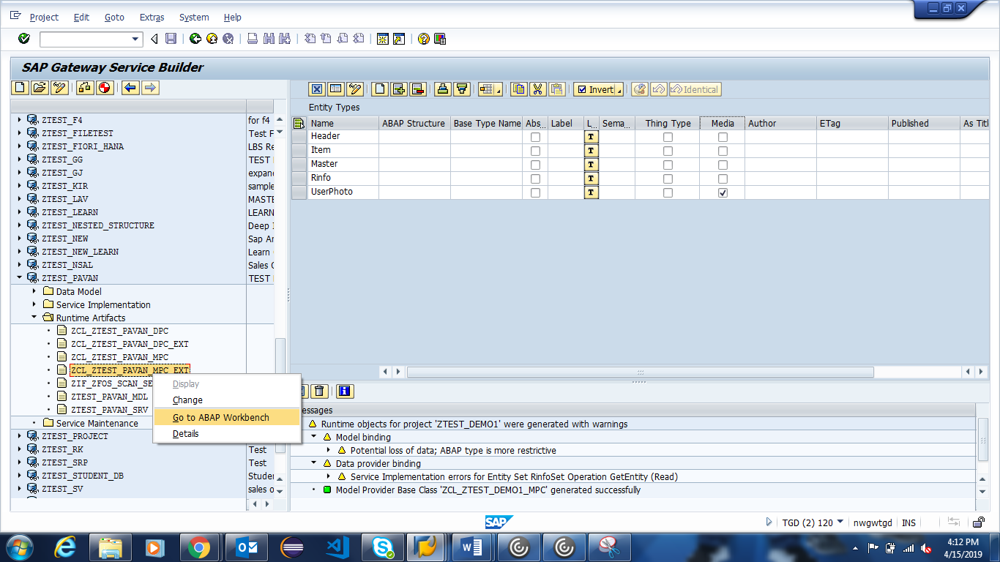 Project Edit Goto Extras System Help
SAP Gateway Service Builder
Invert
Identical
Entity Types
Name ABAP Structure Base Type Name Abs.. Label L.. Sema... Thing Type Media Author ETag Published As Titl
Header T
Item T
Master T
Rinfo T
UserPhoto T
ZTEST_F4 for f4
ZTEST_FILETEST Test F
ZTEST_FIORI_HANA LBS Re
ZTEST_GG TEST
ZTEST_GJ expand
ZTEST_KIR sample
ZTEST_LAV MASTE
ZTEST_LEARN LEARN
ZTEST_NESTED_STRUCTURE Deep I
ZTEST_NEW Sap An
ZTEST_NEW_LEARN Learn
ZTEST_NSAL Sales O
ZTEST_PAVAN TEST
Data Model
Service Implementation
Runtime Artifacts
ZCL_ZTEST_PAVAN_DPC
ZCL_ZTEST_PAVAN_DPC_EXT
ZCL_ZTEST_PAVAN_MPC
ZCL_ZTEST_PAVAN_MPC_EXT
ZIF_ZFOS_SCAN_SE
ZTEST_PAVAN_MDL
ZTEST_PAVAN_SRV
Service Maintenance
ZTEST_PROJECT
ZTEST_RK Test
ZTEST_SRP Test
ZTEST_STUDENT_DB Studen
ZTEST_SV sales o
Display
Change
Go to ABAP Workbench
Details
essages
Runtime objects for project 'ZTEST_DEMO1' were generated with warnings
Model binding
Potential loss of data; ABAP type is more restrictive
Data provider binding
Service Implementation errors for Entity Set RinfoSet Operation GetEntity (Read)
Model Provider Base Class 'ZCL_ZTEST_DEMO1_MPC' generated successfully
SAP
TGD (2) 120 nwgwtgd INS
4:12 PM
4/15/2019